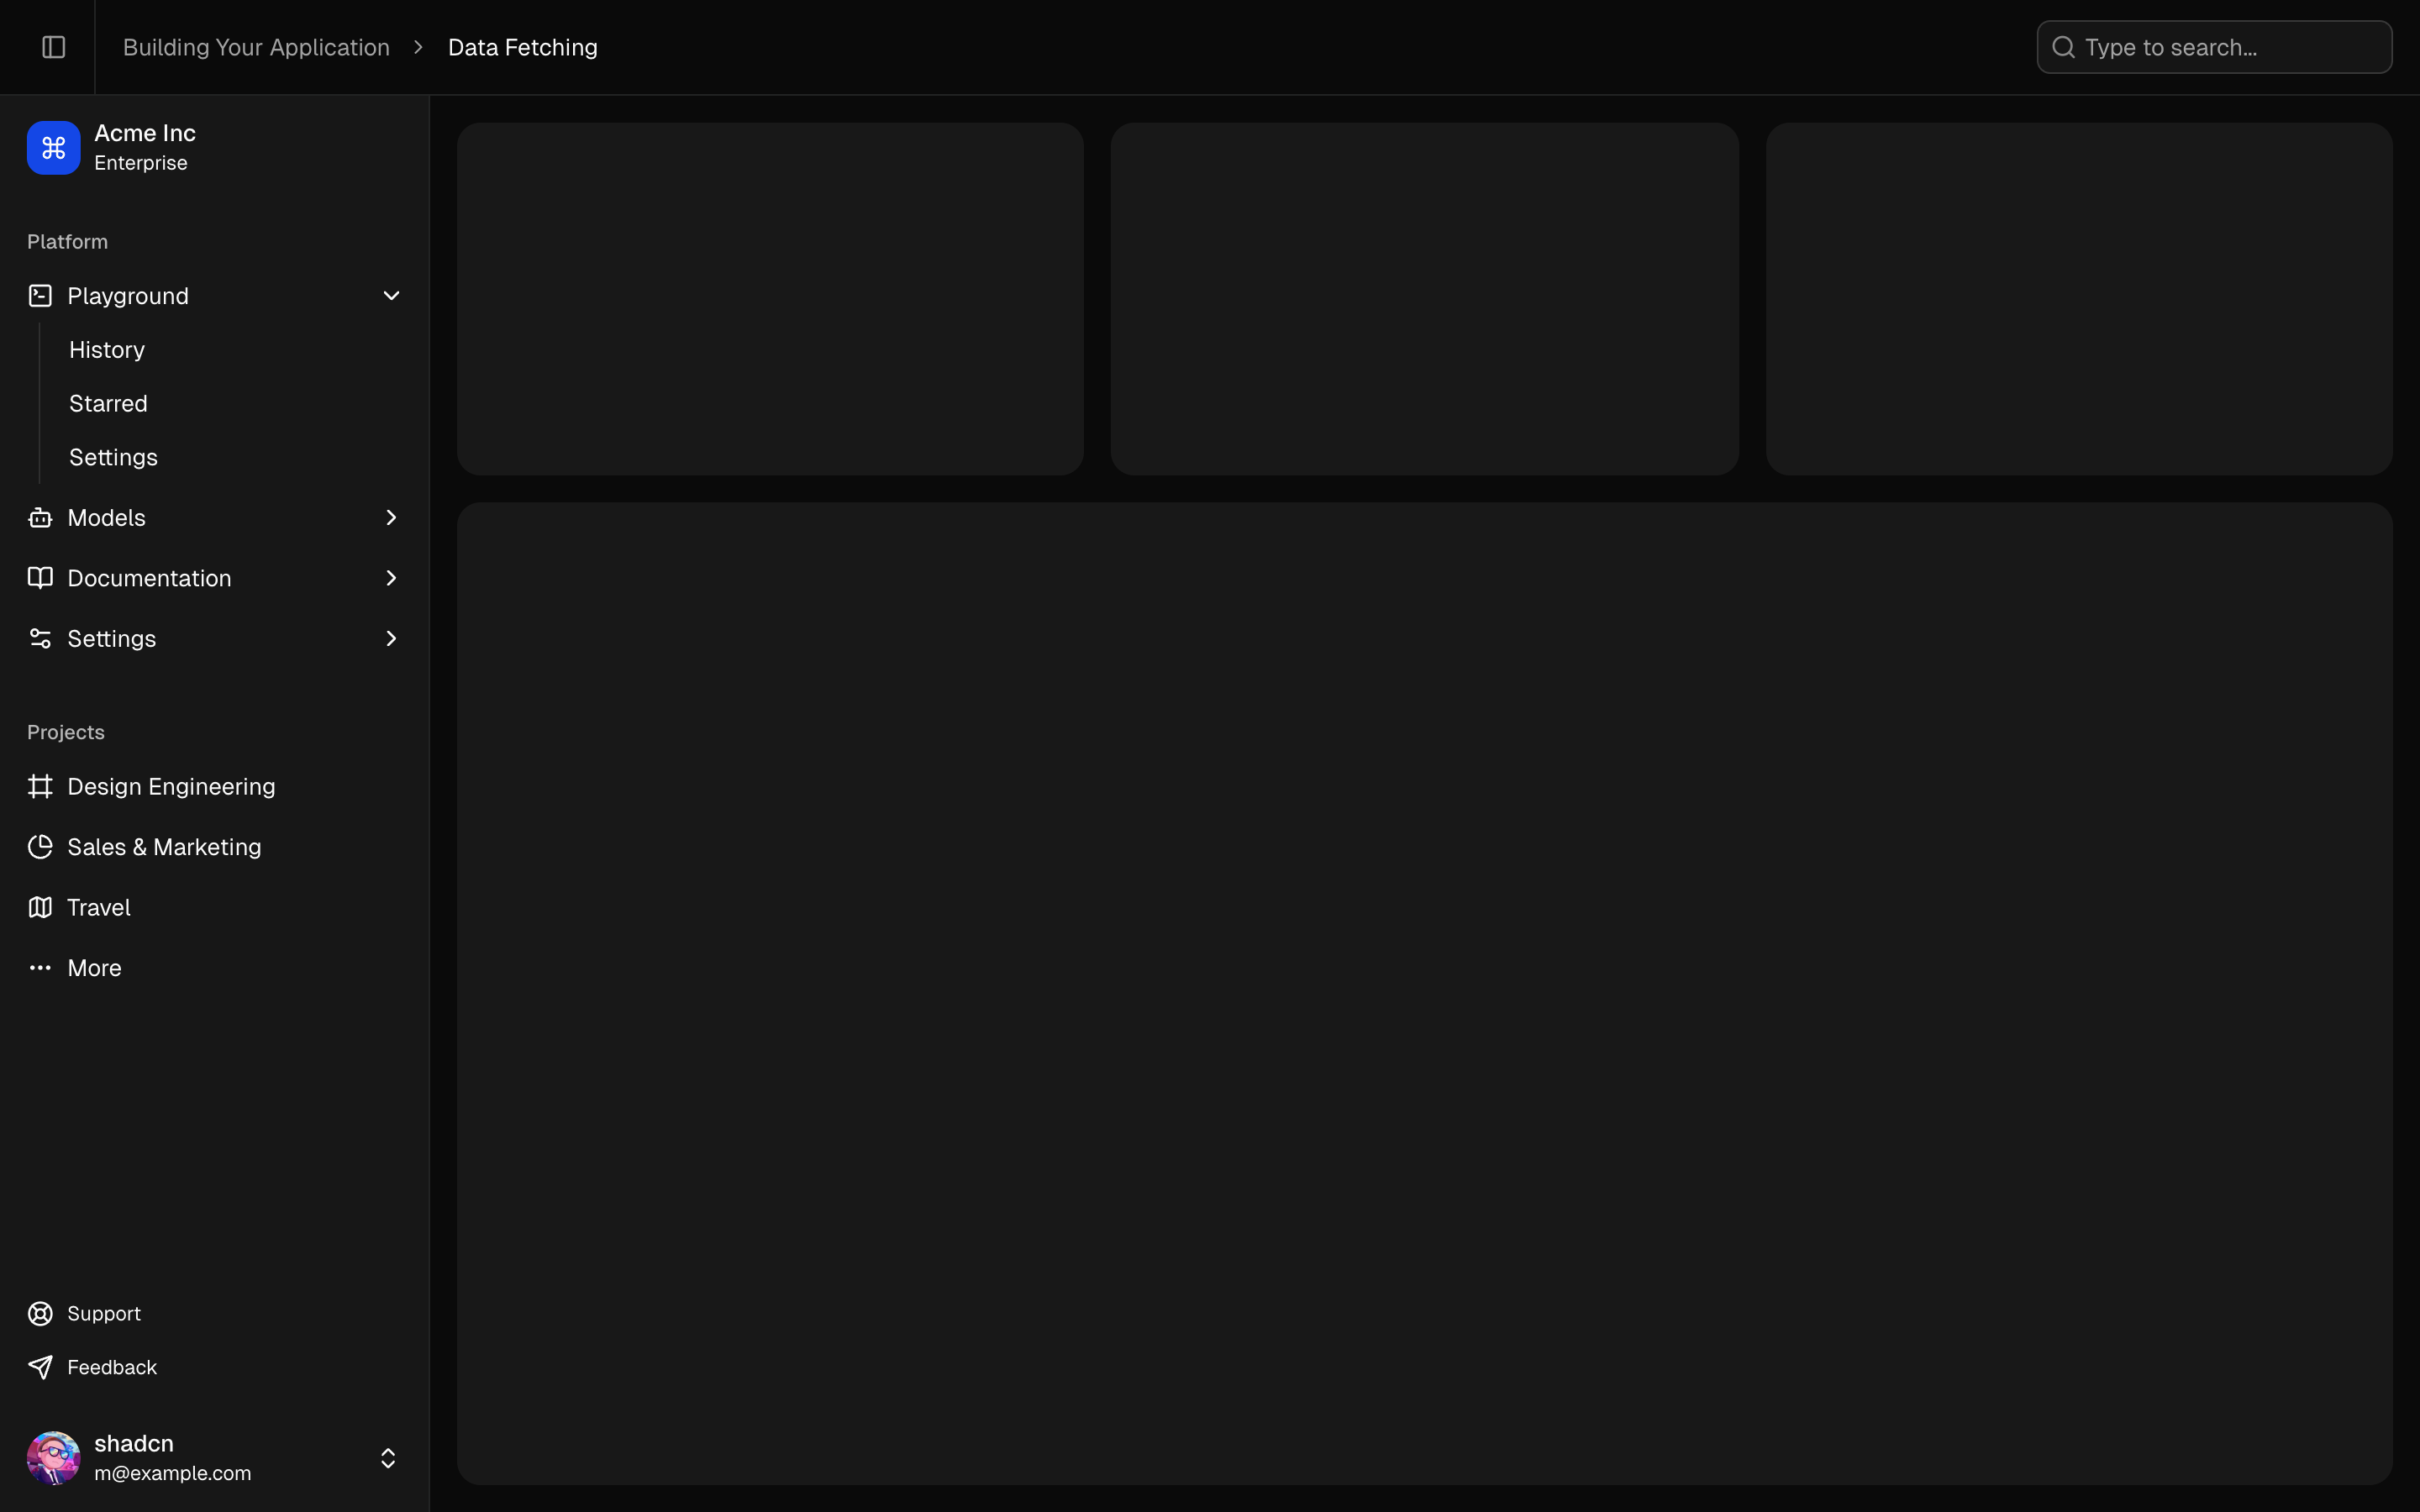 Building Your Application
Data Fetching
Type to search...
Acme Inc
Enterprise
Platform
Playground
History
Starred
Settings
Models
Documentation
Settings
Projects
Design Engineering
Sales & Marketing
Travel
More
Support
Feedback
shadcn
m@example.com